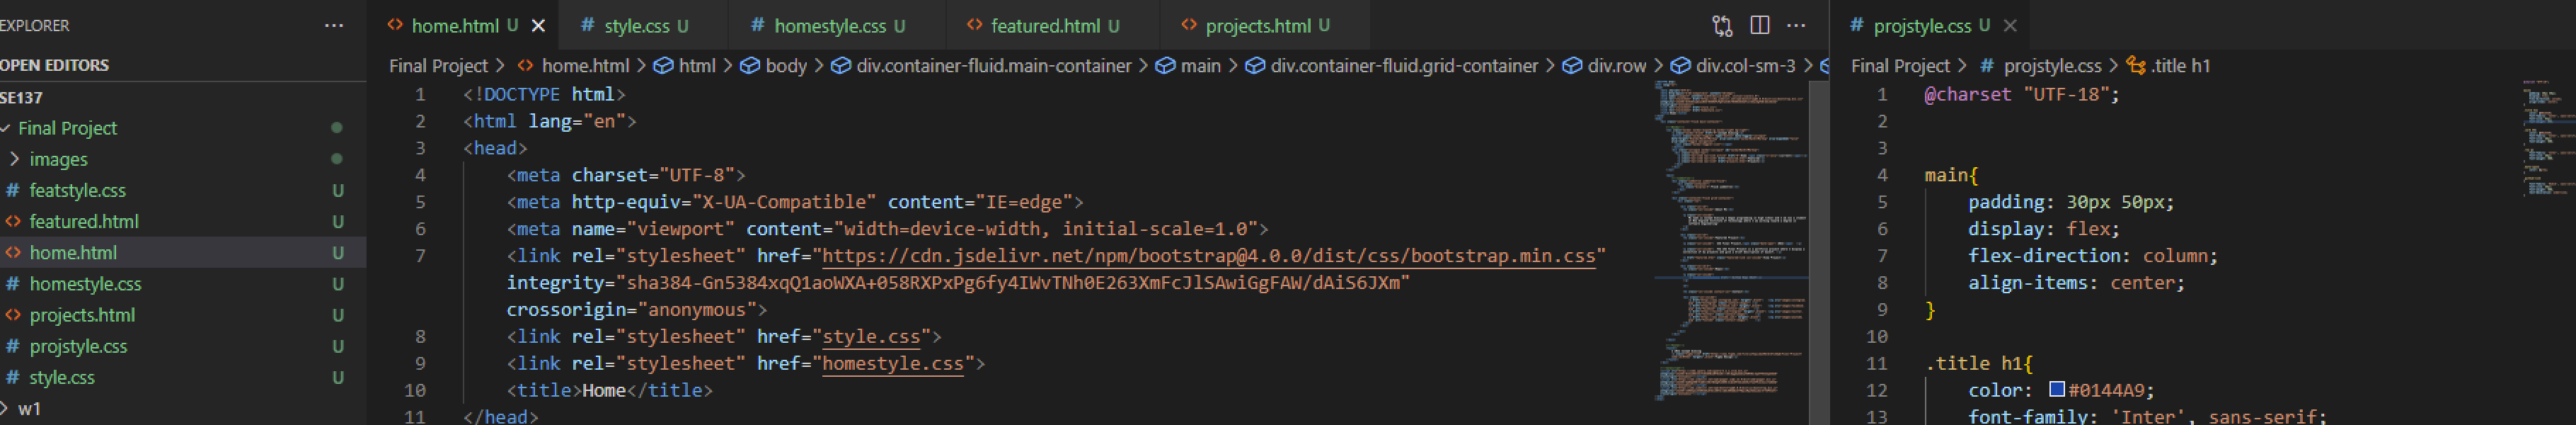 EXPLORER
OPEN EDITORS
SE137
Final Project
images
featstyle.css U
featured.html U
home.html U
homestyle.css U
projects.html U
projstyle.css U
style.css U
w1
home.html U
style.css U
homestyle.css U
featured.html U
projects.html U
Final Project > home.html > html > body > div.container-fluid.main-container > main > div.container-fluid.grid-container > div.row > div.col-sm-3 >
1 <!DOCTYPE html>
2 <html lang="en">
3 <head>
4 <meta charset="UTF-8">
5 <meta http-equiv="X-UA-Compatible" content="IE=edge">
6 <meta name="viewport" content="width=device-width, initial-scale=1.0">
7 <link rel="stylesheet" href="https://cdn.jsdelivr.net/npm/bootstrap@4.0.0/dist/css/bootstrap.min.css"
integrity="sha384-Gn5384xqQ1aoWXA+058RXPxPg6fy4IWvTNh0E263XmFcJlSAwiGgFAW/dAiS6JXm"
crossorigin="anonymous">
8 <link rel="stylesheet" href="style.css">
9 <link rel="stylesheet" href="homestyle.css">
10 <title>Home</title>
11 </head>
projstyle.css U
Final Project > # projstyle.css > .title h1
1 @charset "UTF-18";
2
3
4 main{
5 padding: 30px 50px;
6 display: flex;
7 flex-direction: column;
8 align-items: center;
9 }
10
11 .title h1{
12 color: #0144A9;
13 font-family: 'Inter', sans-serif;